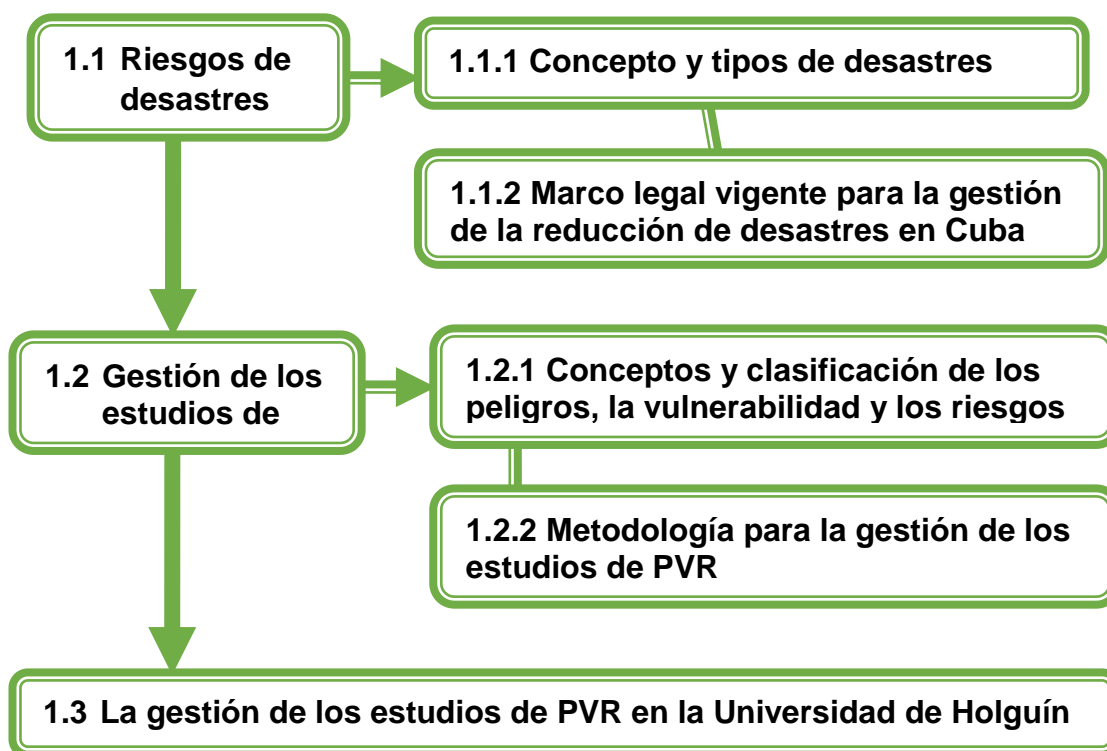 1.1 Riesgos de
desastres
1.1.1 Concepto y tipos de desastres
1.1.2 Marco legal vigente para la gestión
de la reducción de desastres en Cuba
1.2 Gestión de los
estudios de
1.2.1 Conceptos y clasificación de los
peligros, la vulnerabilidad y los riesgos
1.2.2 Metodología para la gestión de los
estudios de PVR
1.3 La gestión de los estudios de PVR en la Universidad de Holguín